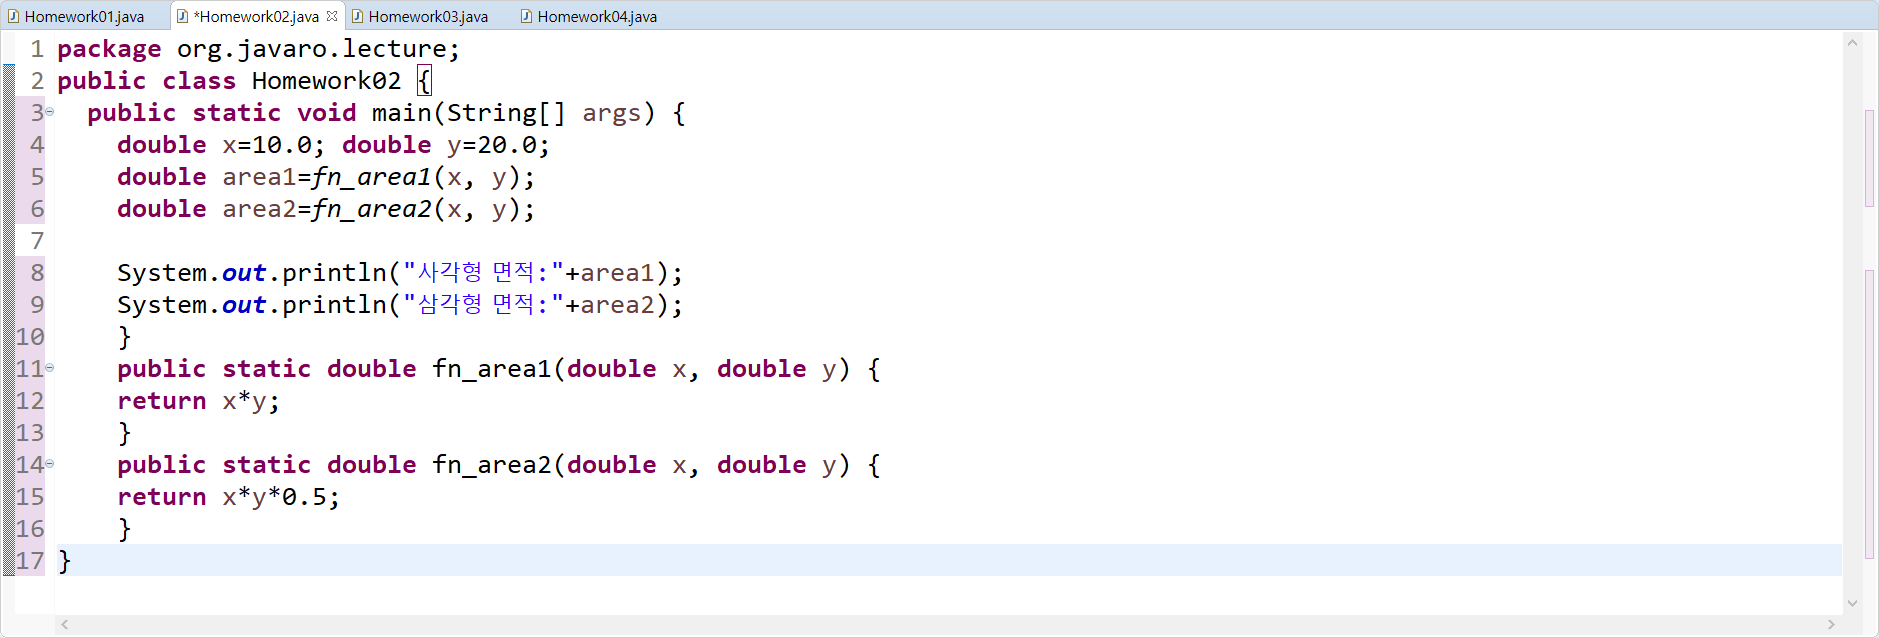 Homework01.java *Homework02.java Homework03.java Homework04.java
1 package org.javaro.lecture;
2 public class Homework02 {
3 public static void main(String[] args) {
4 double x=10.0; double y=20.0;
5 double area1=fn_area1(x, y);
6 double area2=fn_area2(x, y);
7
8 System.out.println("사각형 면적:"+area1);
9 System.out.println("삼각형 면적:"+area2);
10 }
11 public static double fn_area1(double x, double y) {
12 return x*y;
13 }
14 public static double fn_area2(double x, double y) {
15 return x*y*0.5;
16 }
17 }